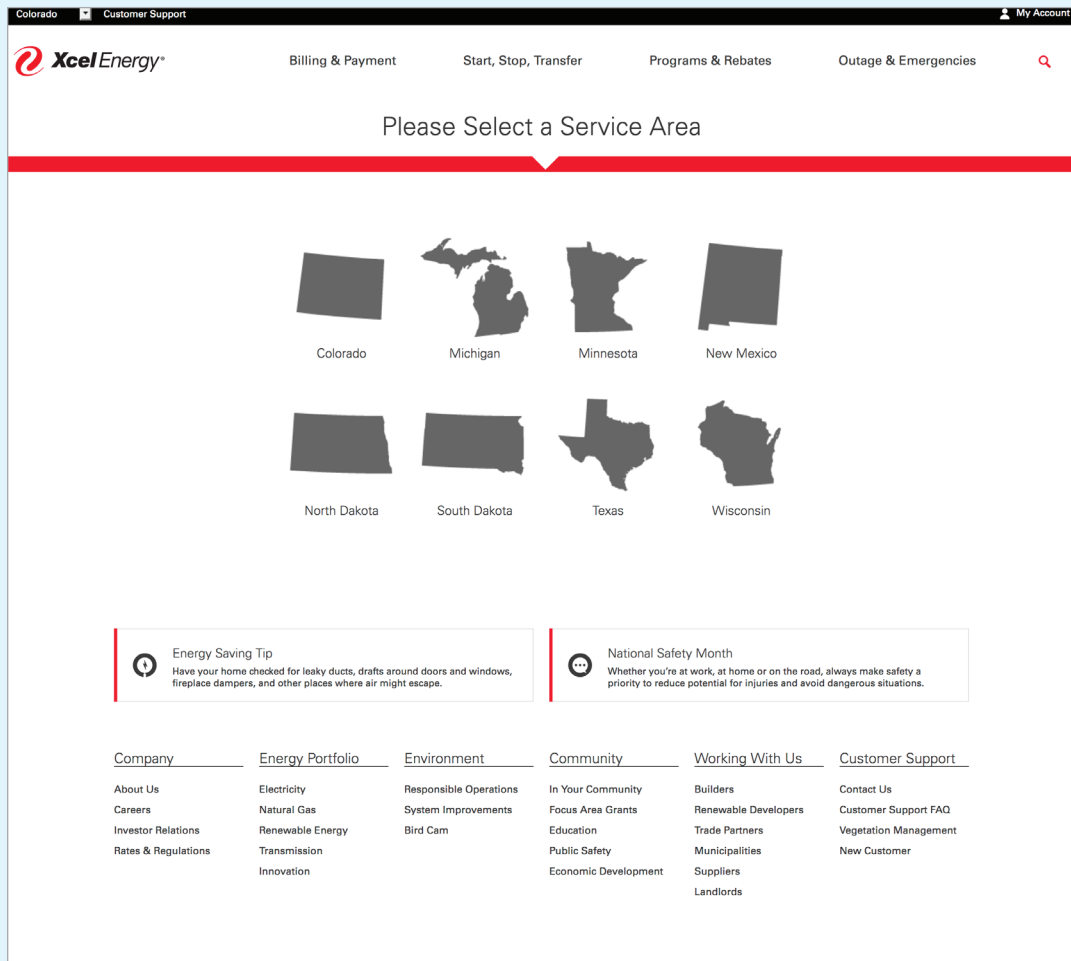 Colorado Customer Support My Account
Xcel Energy®
Billing & Payment Start, Stop, Transfer Programs & Rebates Outage & Emergencies
Please Select a Service Area
Colorado Michigan Minnesota New Mexico
North Dakota South Dakota Texas Wisconsin
Energy Saving Tip
Have your home checked for leaky ducts, drafts around doors and windows,
fireplace dampers, and other places where air might escape.
National Safety Month
Whether you're at work, at home or on the road, always make safety a
priority to reduce potential for injuries and avoid dangerous situations.
Company
About Us
Careers
Investor Relations
Rates & Regulations
Energy Portfolio
Electricity
Natural Gas
Renewable Energy
Transmission
Innovation
Environment
Responsible Operations
System Improvements
Bird Cam
Community
In Your Community
Focus Area Grants
Education
Public Safety
Economic Development
Working With Us
Builders
Renewable Developers
Trade Partners
Municipalities
Suppliers
Landlords
Customer Support
Contact Us
Customer Support FAQ
Vegetation Management
New Customer